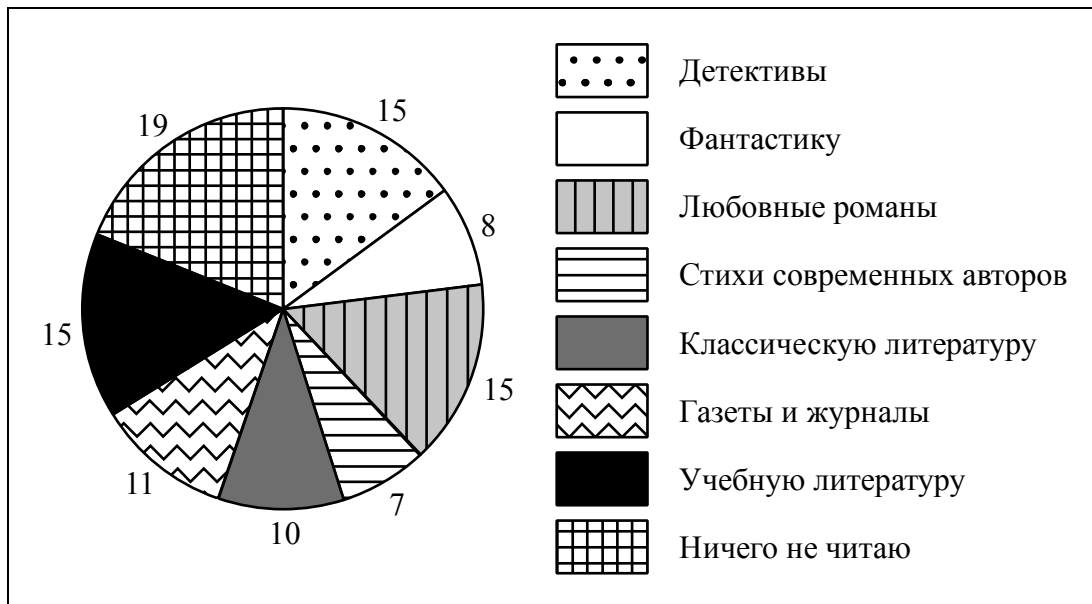 19
15
8
15
7
10
11
15
Детективы
Фантастику
Любовные романы
Стихи современных авторов
Классическую литературу
Газеты и журналы
Учебную литературу
Ничего не читаю